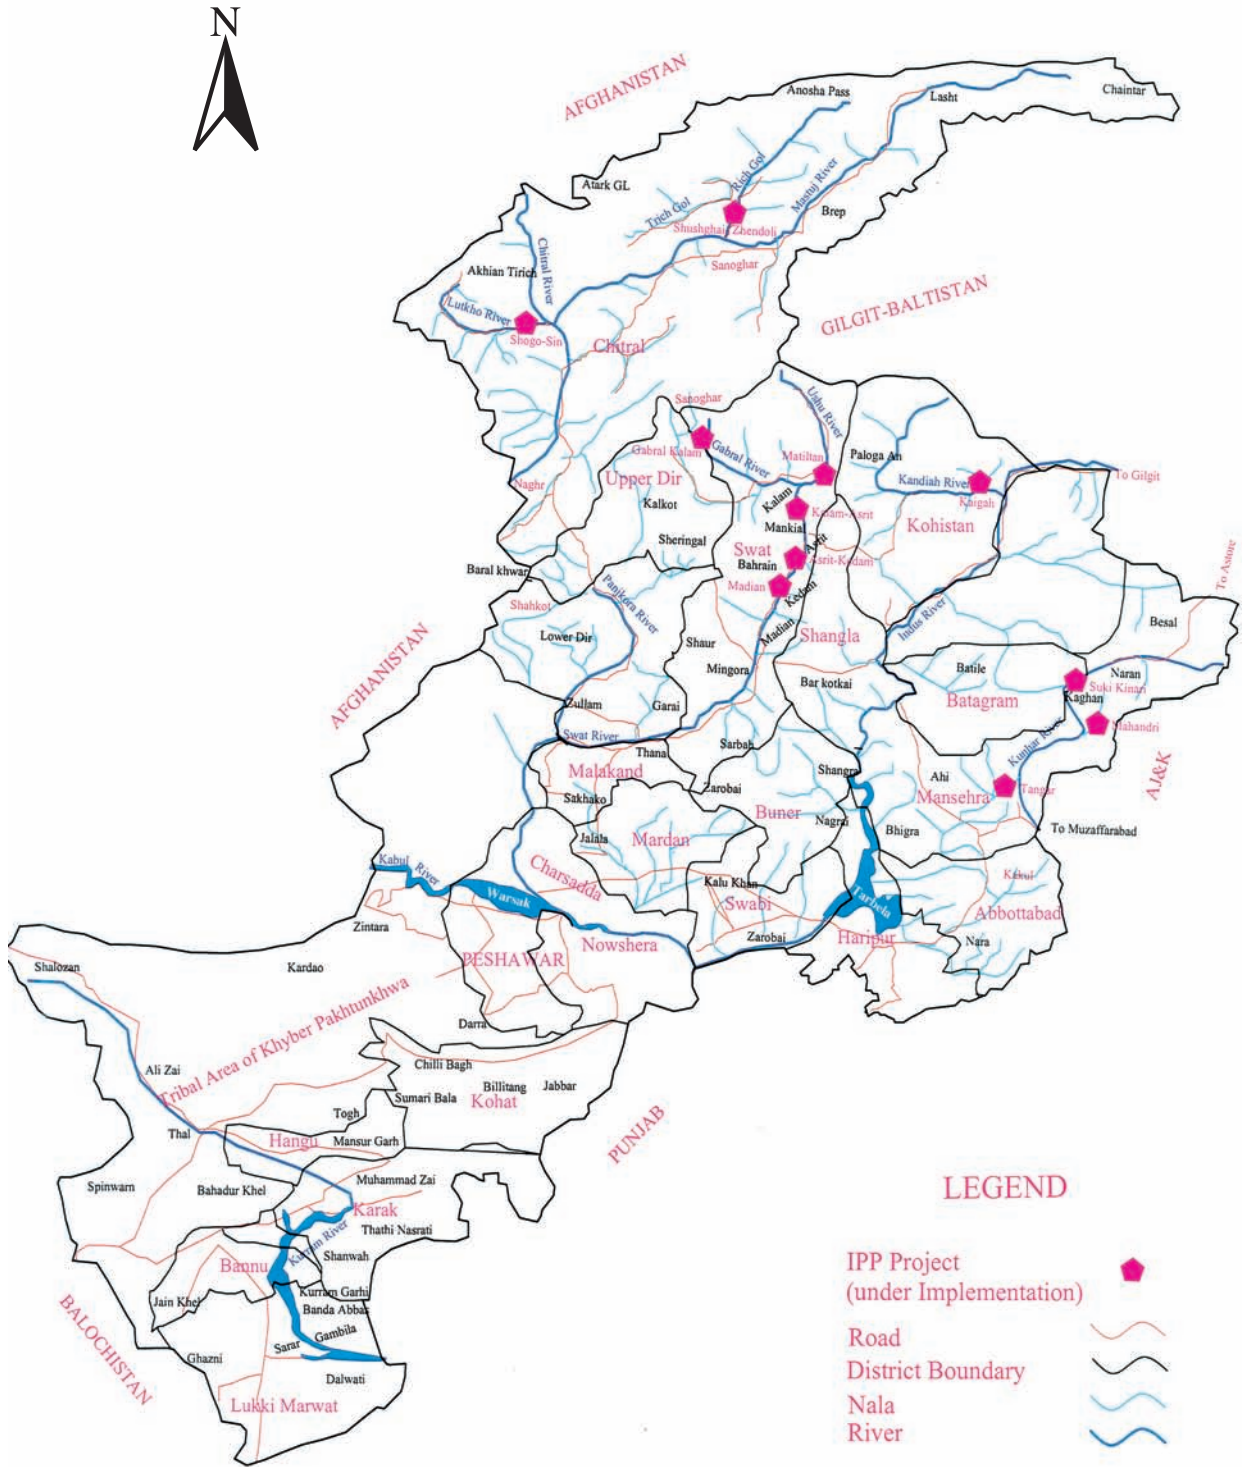 N
AFGHANISTAN
Anosha Pass
Lasht
Chaintar
Atark GL
Rich Gol
Trich Gol
Mastuj River
Brep
Shushghai Zhendoli
Sanoghar
Chitral River
Akhian Tirich
Lutkho River
Shogo-Sin
Chitral
GILGIT-BALTISTAN
Sanoghar
Ushu River
Gabral Kalam
Gabral River
Matiltan
Paloga An
Kandiah River
Kaigah
To Gilgit
Naghr
Upper Dir
Kalkot
Kalam
Kalam-Asrit
Mankial
Kohistan
Sheringal
Swat
Asrit
Asrit-Kedam
Bahrain
Baral khwar
Madian
Kedam
To Astore
Panjkora River
Shahkot
Lower Dir
Shaur
Madian
Shangla
Indus River
Besal
Mingora
Bar kotkai
Batile
Naran
Suki Kinari
Kaghan
Batagram
AFGHANISTAN
Zullam
Garai
Mahandri
Swat River
Sarbah
Kunhar River
Thana
Malakand
Shangra
Ahi
AJ&K
Sakhako
Zarobai
Mansehra
Tangar
Buner
Nagrai
Bhigra
To Muzaffarabad
Jalala
Mardan
Kabul River
Charsadda
Kalu Khan
Kakul
Warsak
Swabi
Tarbela
Abbottabad
Zintara
Nowshera
Zarobai
Haripur
Nara
PESHAWAR
Shalozan
Kardao
Tribal Area of Khyber Pakhtunkhwa
Darra
Ali Zai
Chilli Bagh
Billitang
Jabbar
Sumari Bala
Kohat
Togh
Thal
Hangu
Mansur Garh
PUNJAB
Muhammad Zai
Spinwarn
Bahadur Khel
Karak
Kurram River
Thathi Nasrati
Shanwah
Bannu
Kurram Garhi
Jain Khel
Banda Abbas
BALOCHISTAN
Gambila
Sarar
Ghazni
Dalwati
Lukki Marwat
LEGEND
IPP Project
(under Implementation)
Road
District Boundary
Nala
River